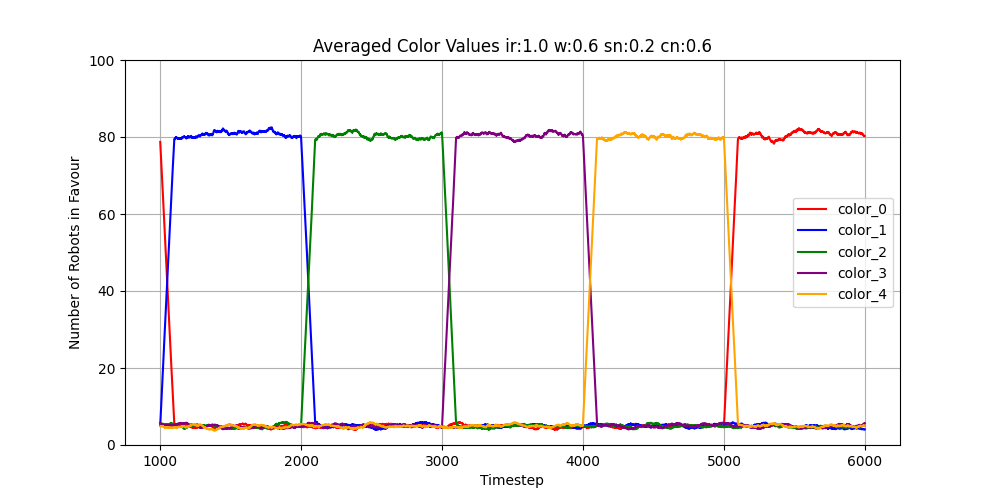 Averaged Color Values ir:1.0 w:0.6 sn:0.2 cn:0.6
Number of Robots in Favour
100
80
60
40
20
0
color_0
color_1
color_2
color_3
color_4
1000 2000 3000 4000 5000 6000
Timestep